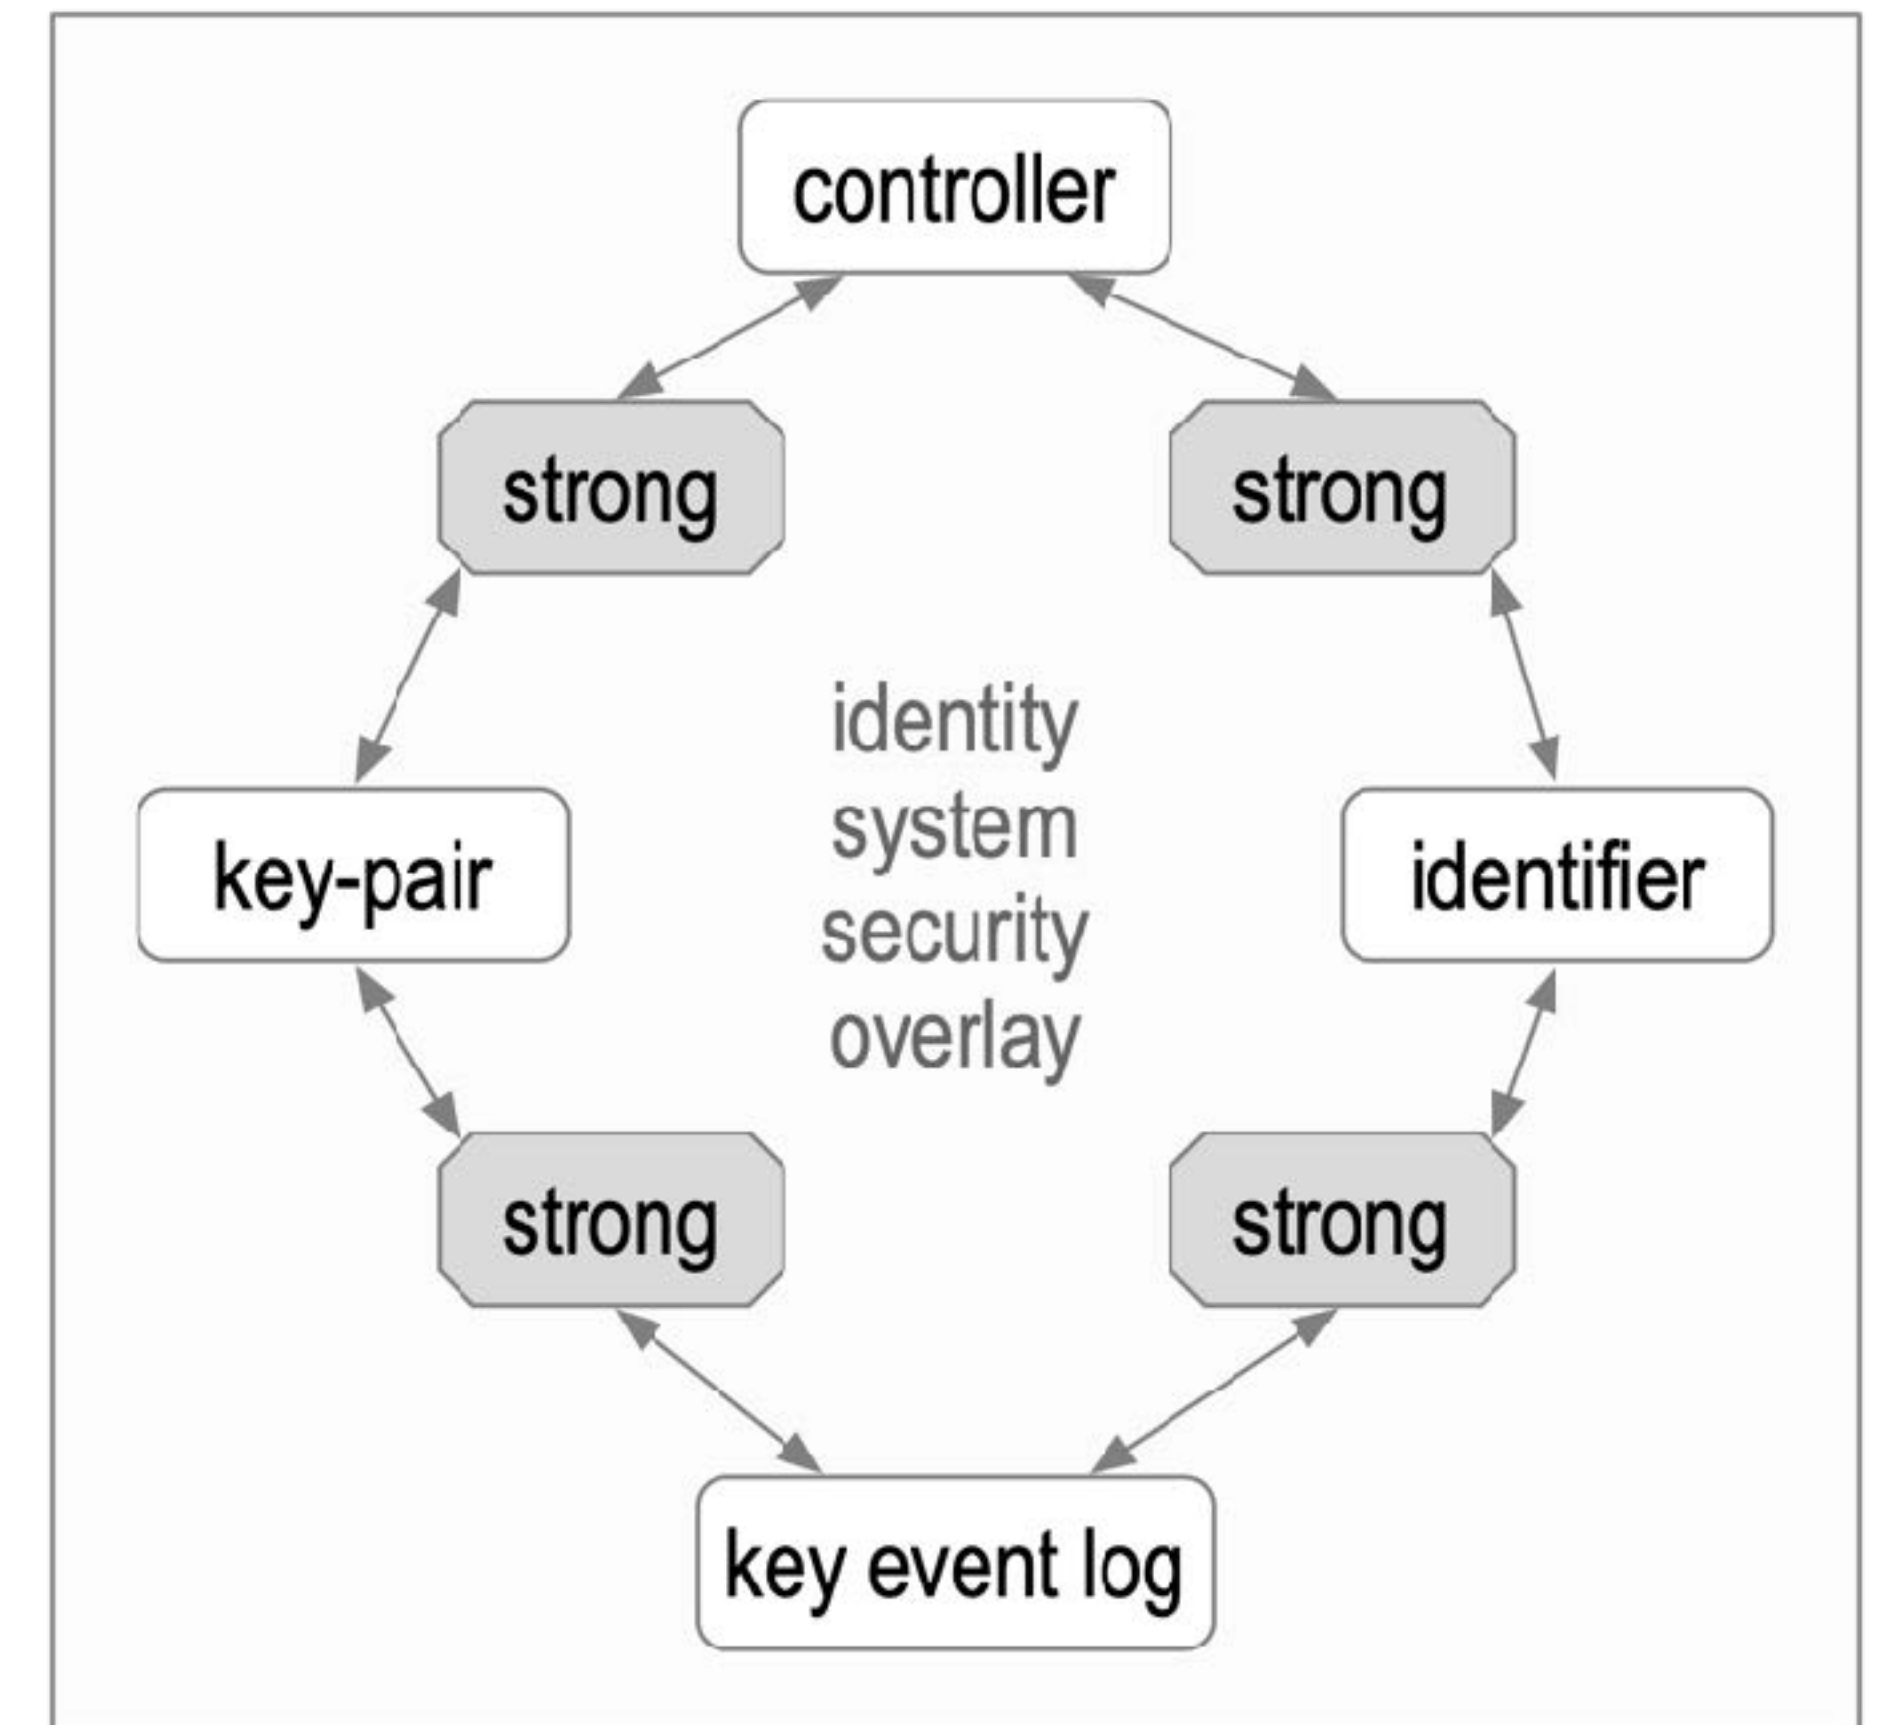 controller
strong
strong
identity
system
security
overlay
key-pair
identifier
strong
strong
key event log